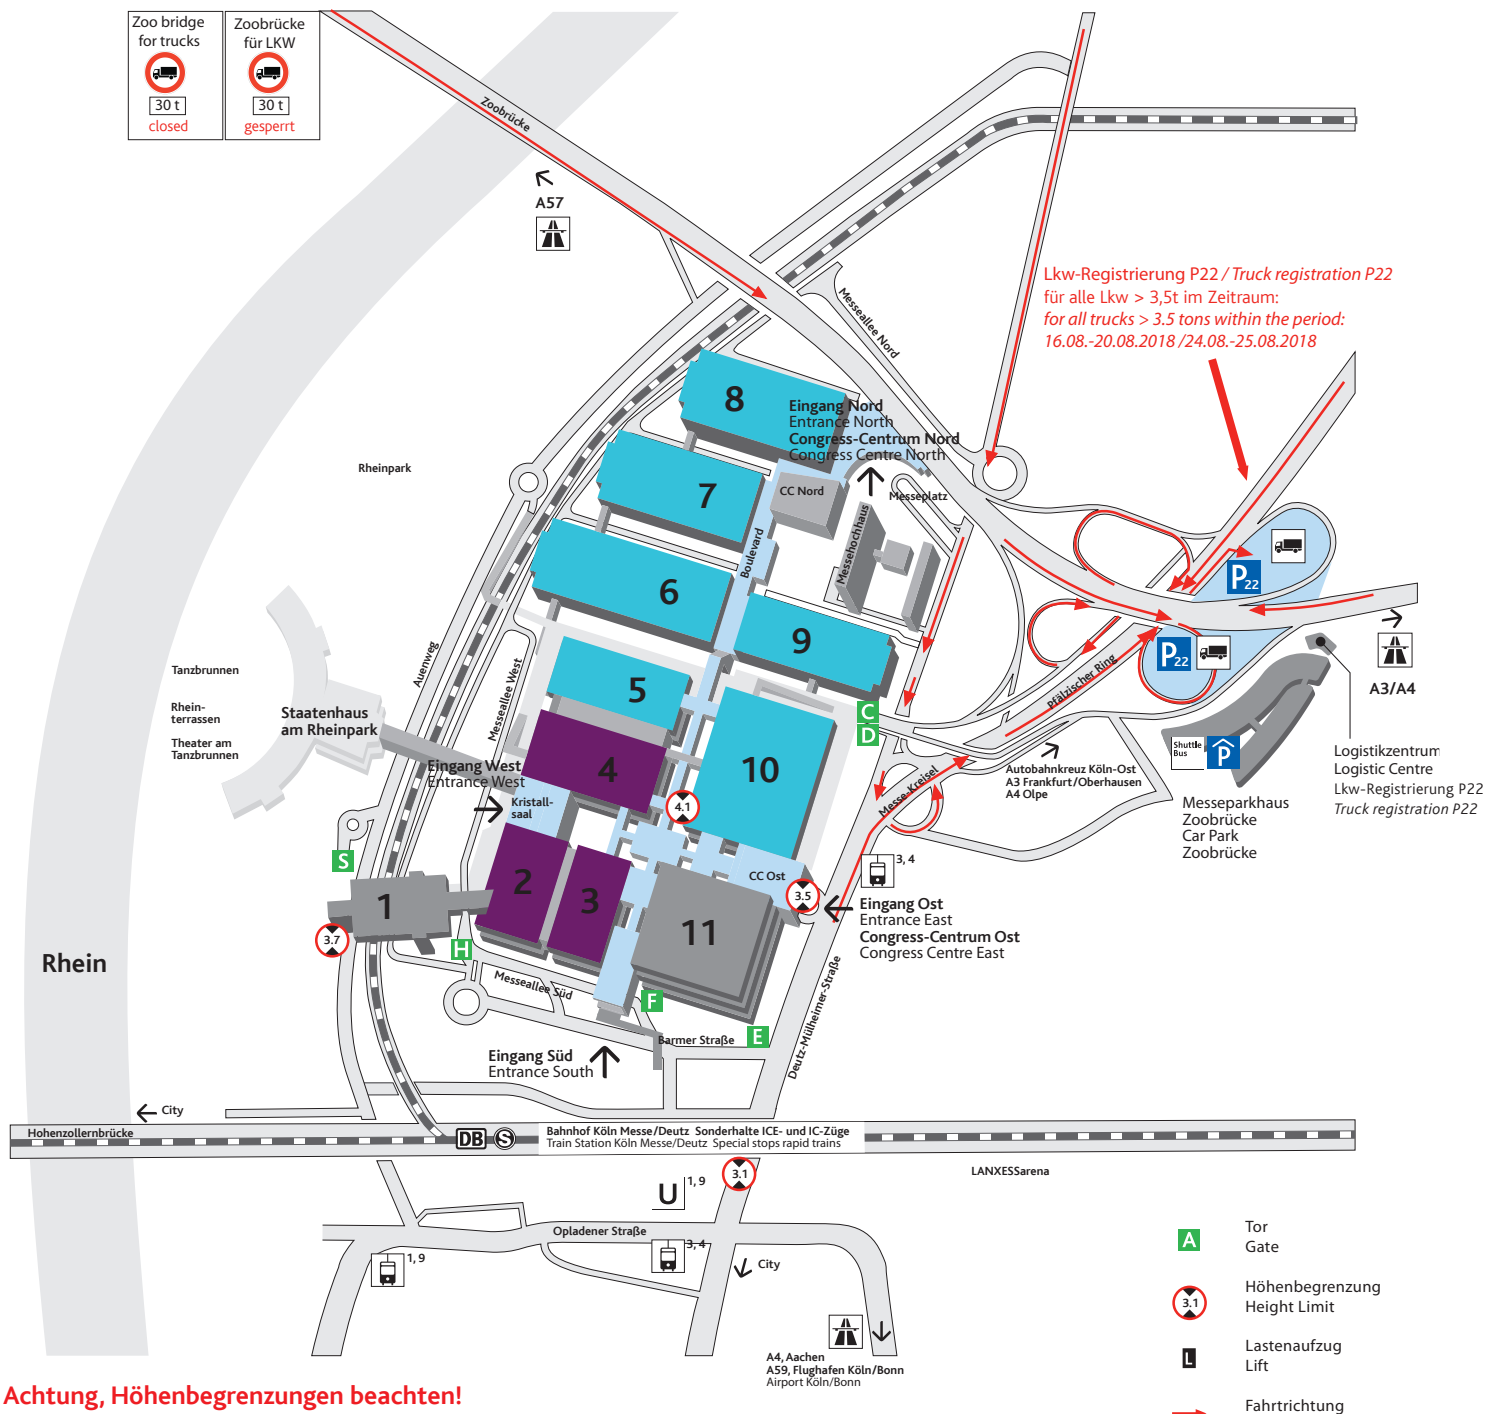 Zoo bridge
for trucks
30 t
closed
Zoobrücke
für LKW
30 t
gesperrt
Zoobrücke
A57
Lkw-Registrierung P22 / Truck registration P22
für alle Lkw > 3,5t im Zeitraum:
for all trucks > 3.5 tons within the period:
16.08.-20.08.2018 /24.08.-25.08.2018
Messeallee Nord
8
Eingang Nord
Entrance North
Congress-Centrum Nord
Congress Centre North
Rheinpark
7
CC Nord
Messeplatz
Boulevard
Messehochhaus
6
P22
9
P22
A3/A4
Auenweg
Messeallee West
Pfälzischer Ring
Tanzbrunnen
Rhein-
terrassen
Theater am
Tanzbrunnen
Staatenhaus
am Rheinpark
5
C
D
4
10
Eingang West
Entrance West
Kristall-
saal
4.1
Messe-Kreisel
Autobahnkreuz Köln-Ost
A3 Frankfurt/Oberhausen
A4 Olpe
Shuttle
Bus
P
Logistikzentrum
Logistic Centre
Lkw-Registrierung P22
Truck registration P22
Messeparkhaus
Zoobrücke
Car Park
Zoobrücke
S
3, 4
CC Ost
3.5
Eingang Ost
Entrance East
Congress-Centrum Ost
Congress Centre East
1
2
3
11
3.7
H
Rhein
Messeallee Süd
F
E
Barmer Straße
Deutz-Mülheimer-Straße
Eingang Süd
Entrance South
City
Hohenzollernbrücke
DB
S
Bahnhof Köln Messe/Deutz Sonderhalte ICE- und IC-Züge
Train Station Köln Messe/Deutz Special stops rapid trains
LANXESSarena
3.1
U
1, 9
Opladener Straße
1, 9
3, 4
City
A4, Aachen
A59, Flughafen Köln/Bonn
Airport Köln/Bonn
A
Tor
Gate
3.1
Höhenbegrenzung
Height Limit
L
Lastenaufzug
Lift
Fahrtrichtung
Achtung, Höhenbegrenzungen beachten!